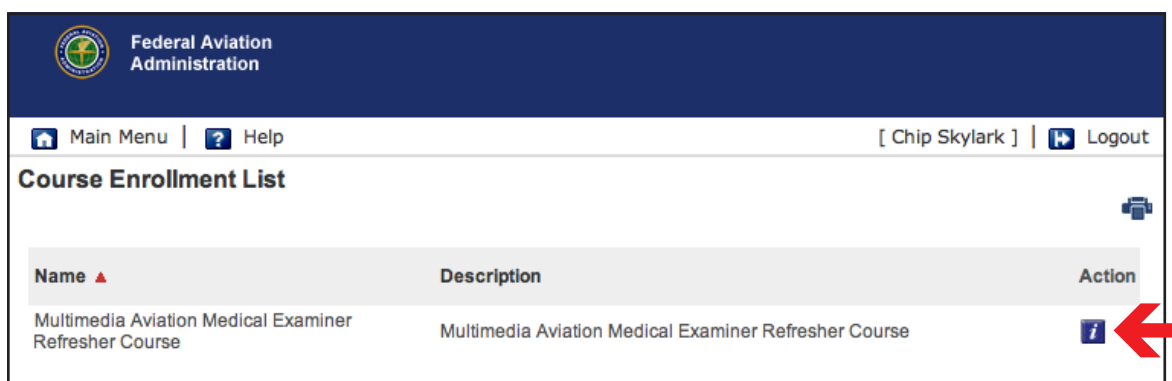 Federal Aviation
Administration
Main Menu | ? Help [ Chip Skylark ] | Logout
Course Enrollment List
Name Description Action
Multimedia Aviation Medical Examiner
Refresher Course
Multimedia Aviation Medical Examiner Refresher Course
i